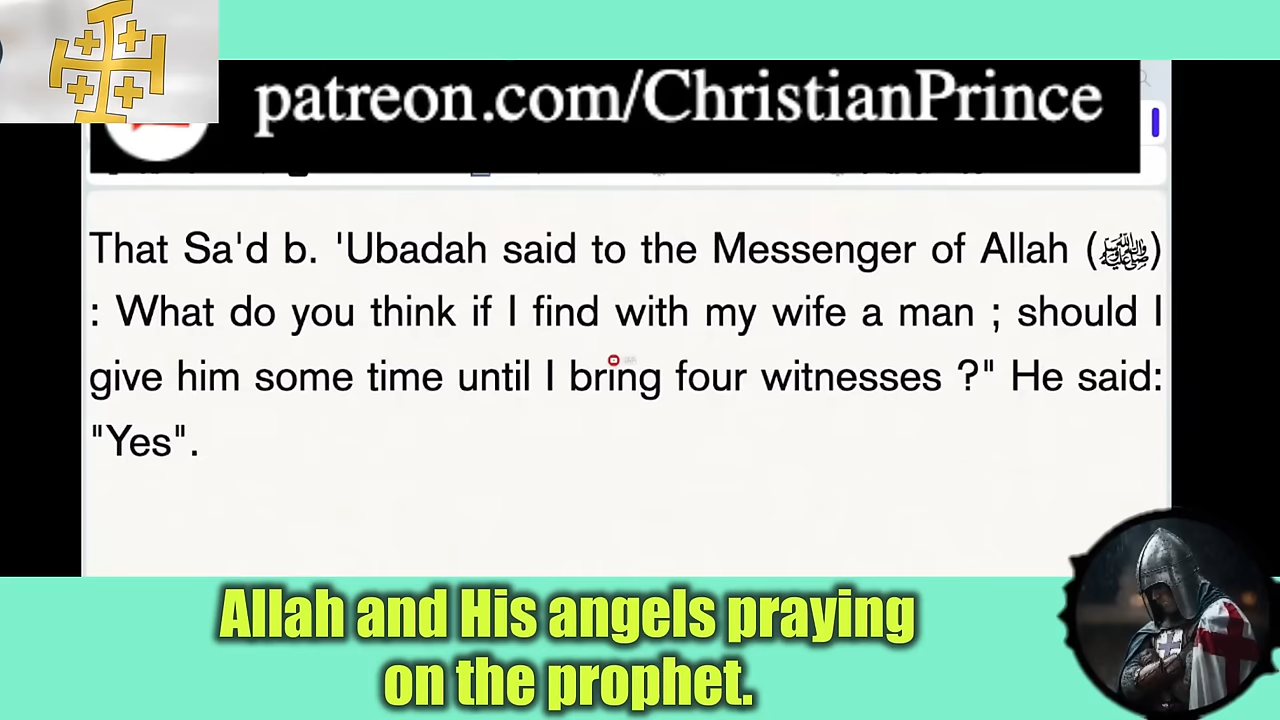 patreon.com/ChristianPrince
That Sa'd b. 'Ubadah said to the Messenger of Allah (ﷺ)
: What do you think if I find with my wife a man ; should I
give him some time until I bring four witnesses ?" He said:
"Yes".
Allah and His angels praying
on the prophet.